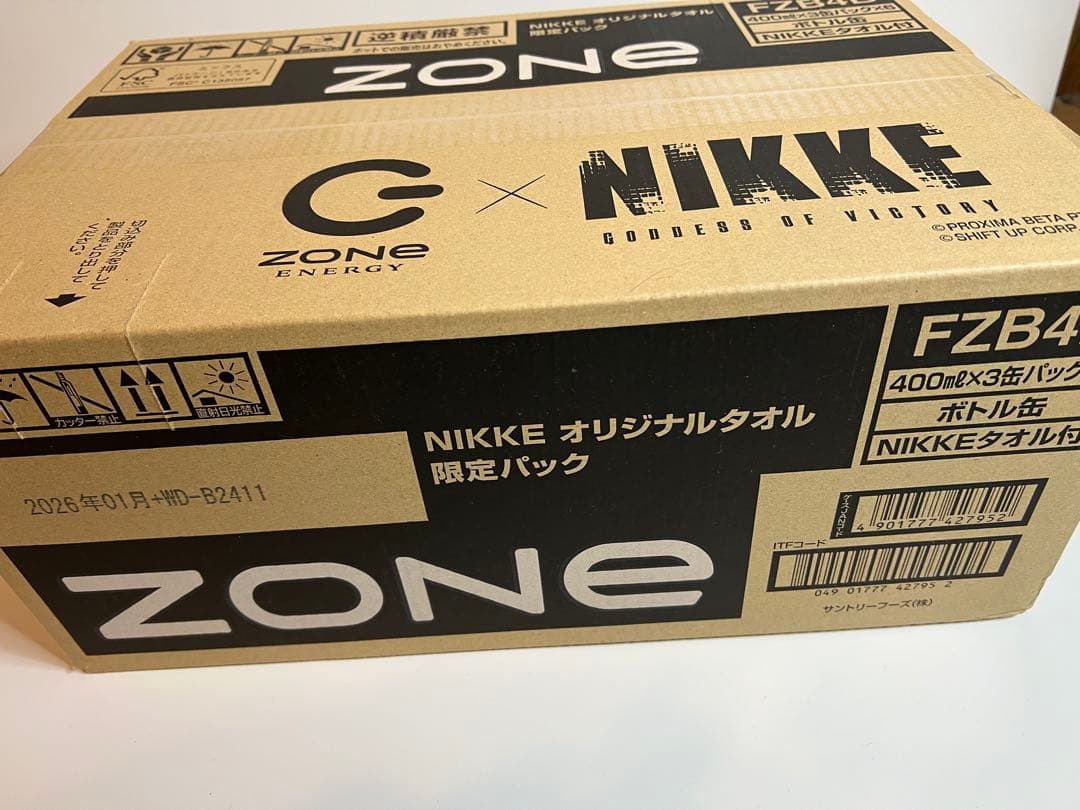 逆積厳禁
ポットでの販売はおやめください。
NIKKE オリジナルタオル
限定パック
ZONe
400mℓ×3缶パック×6
ボトル缶
NIKKEタオル付
FSC
ZONe
ENERGY
×
NIKKE
GODDESS OF VICTORY
©PROXIMA BETA
©SHIFT UP CORP.
カッター禁止
直射日光禁止
NIKKE オリジナルタオル
限定パック
2026年01月+WD-B2411
ZONe
FZB4
400mℓ×3缶パック
ボトル缶
NIKKEタオル付
4 901777 427952
ITFコード
049 01777 42795 2
サントリーフーズ(株)